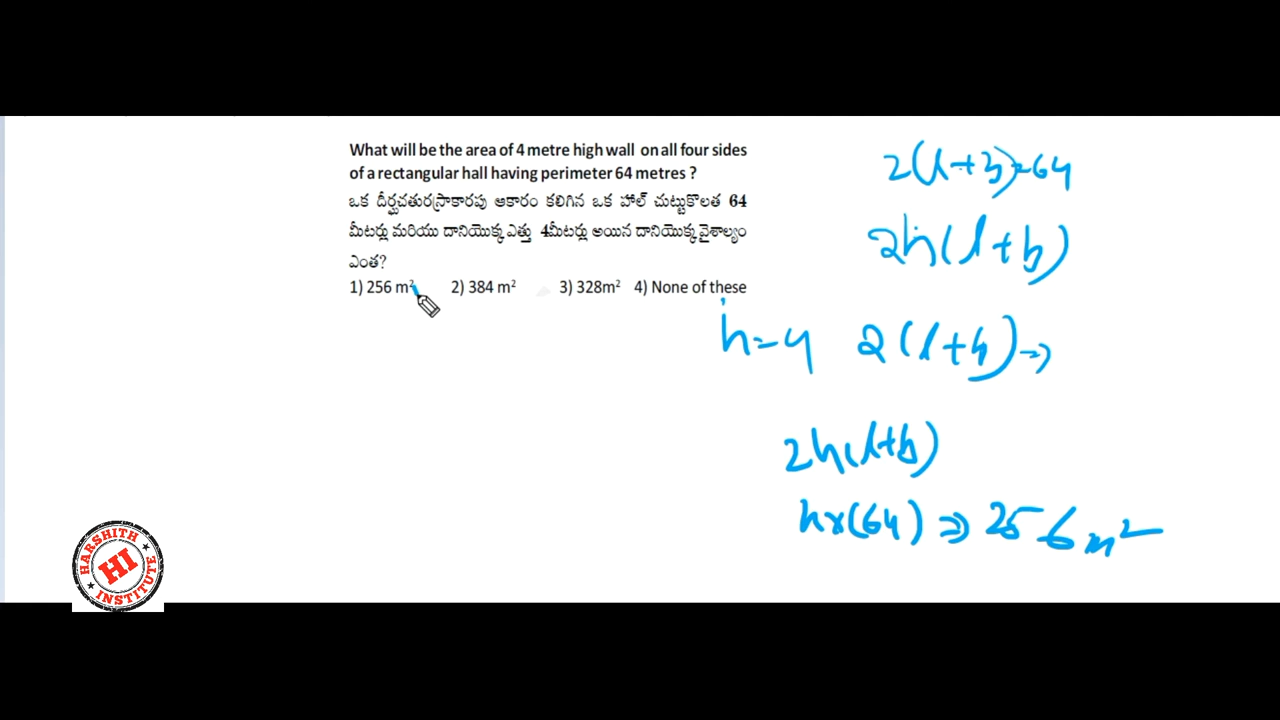 What will be the area of 4 metre high wall on all four sides
of a rectangular hall having perimeter 64 metres ?
ఒక దీర్ఘచతురస్రాకారపు ఆకారం కలిగిన ఒక హాల్ చుట్టుకొలత 64
మీటర్లు మరియు దానియొక్క ఎత్తు 4మీటర్లు అయిన దానియొక్క వైశాల్యం
ఎంత?
1) 256 m² 2) 384 m² 3) 328m² 4) None of these
2(l+b)=64
2h(l+b)
h=4 2(l+b)⇒
2h(l+b)
h×(64) ⇒ 256m²
HARSHITH
HI
INSTITUTE